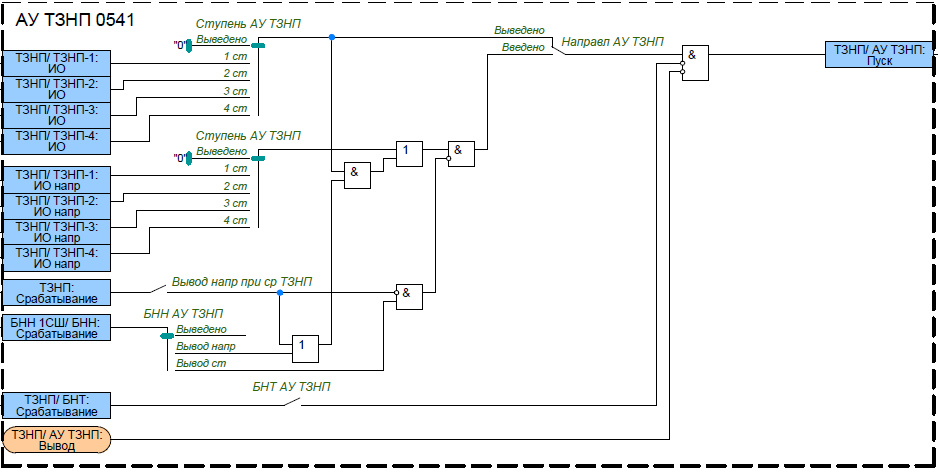 АУ ТЗНП 0541
Ступень АУ ТЗНП
"0"
Выведено
1 ст
2 ст
3 ст
4 ст
ТЗНП/ ТЗНП-1:
ИО
ТЗНП/ ТЗНП-2:
ИО
ТЗНП/ ТЗНП-3:
ИО
ТЗНП/ ТЗНП-4:
ИО
Выведено
Введено
Направл АУ ТЗНП
&
ТЗНП/ АУ ТЗНП:
Пуск
Ступень АУ ТЗНП
"0"
Выведено
1 ст
2 ст
3 ст
4 ст
ТЗНП/ ТЗНП-1:
ИО напр
ТЗНП/ ТЗНП-2:
ИО напр
ТЗНП/ ТЗНП-3:
ИО напр
ТЗНП/ ТЗНП-4:
ИО напр
&
1
&
ТЗНП:
Срабатывание
Вывод напр при ср ТЗНП
&
БНН 1СШ/ БНН:
Срабатывание
БНН АУ ТЗНП
Выведено
Вывод напр
Вывод ст
1
ТЗНП/ БНТ:
Срабатывание
БНТ АУ ТЗНП
ТЗНП/ АУ ТЗНП:
Вывод